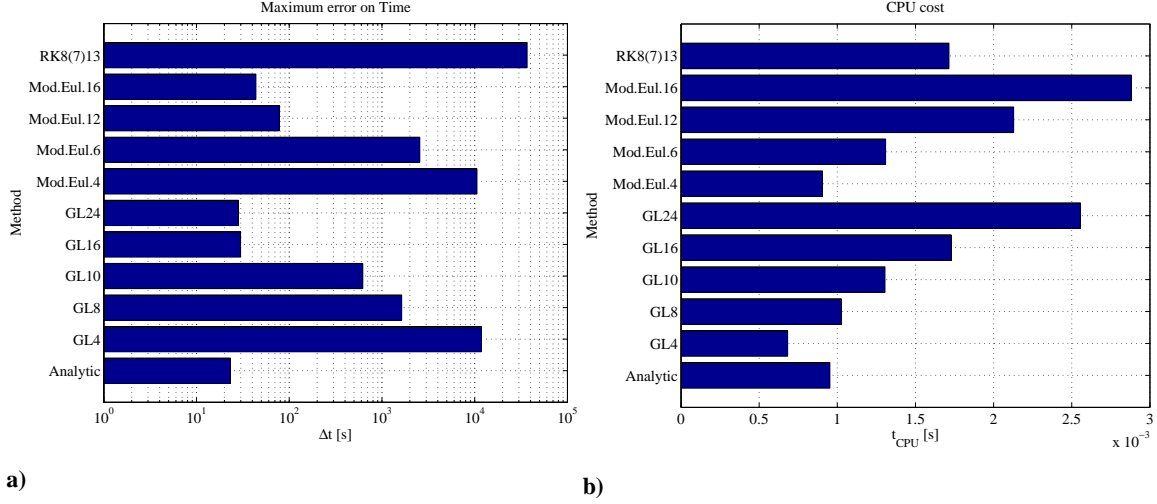 Maximum error on Time
Method
RK8(7)13
Mod.Eul.16
Mod.Eul.12
Mod.Eul.6
Mod.Eul.4
GL24
GL16
GL10
GL8
GL4
Analytic
10^0 10^1 10^2 10^3 10^4 10^5
Δt [s]
a)
CPU cost
Method
RK8(7)13
Mod.Eul.16
Mod.Eul.12
Mod.Eul.6
Mod.Eul.4
GL24
GL16
GL10
GL8
GL4
Analytic
0 0.5 1 1.5 2 2.5 3
x 10^-3
t_CPU [s]
b)